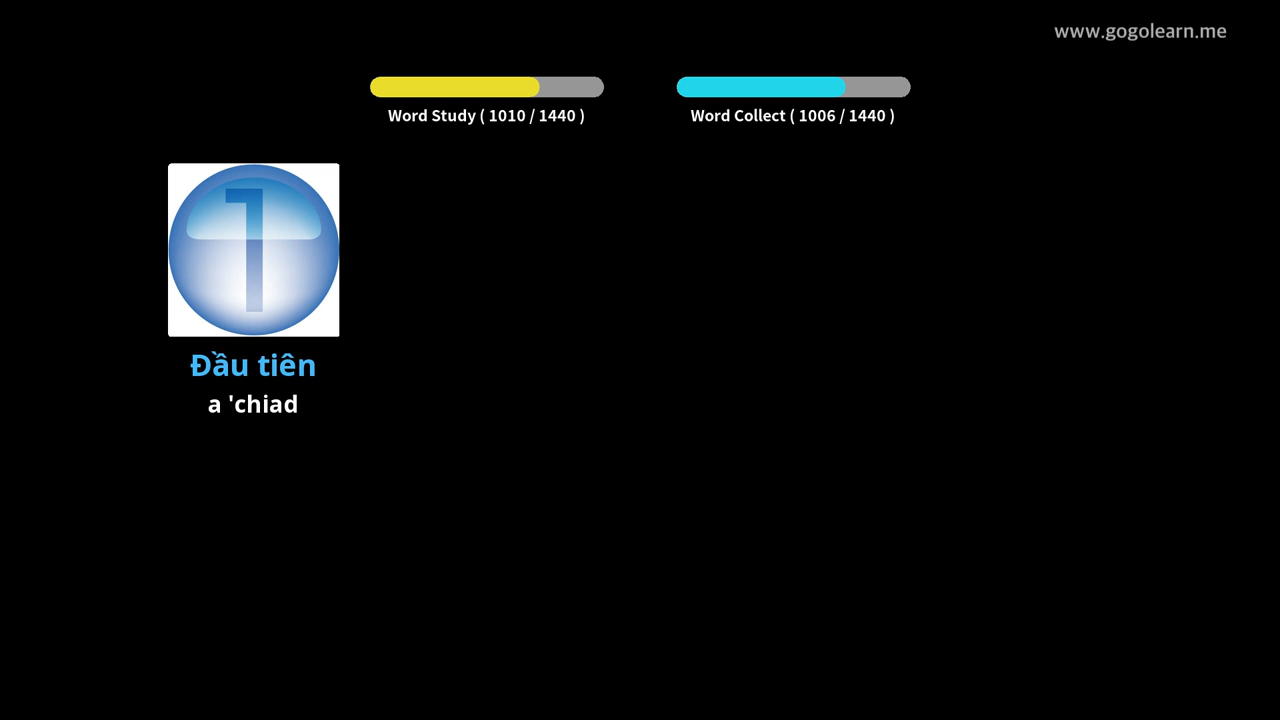 www.gogolearn.me
Word Study ( 1010 / 1440 )
Word Collect ( 1006 / 1440 )
1
Đầu tiên
a 'chiad